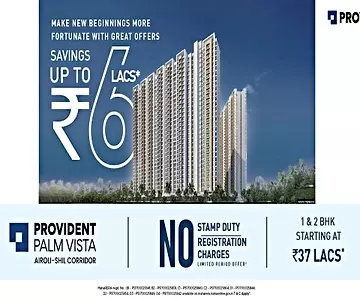 MAKE NEW BEGINNINGS MORE
FORTUNATE WITH GREAT OFFERS
SAVINGS
UP TO
₹6 LACS*
PROVIDENT
PALM VISTA
AIROLI-SHIL CORRIDOR
NO STAMP DUTY
REGISTRATION
CHARGES
LIMITED PERIOD OFFER*
1 & 2 BHK
STARTING AT
₹37 LACS*